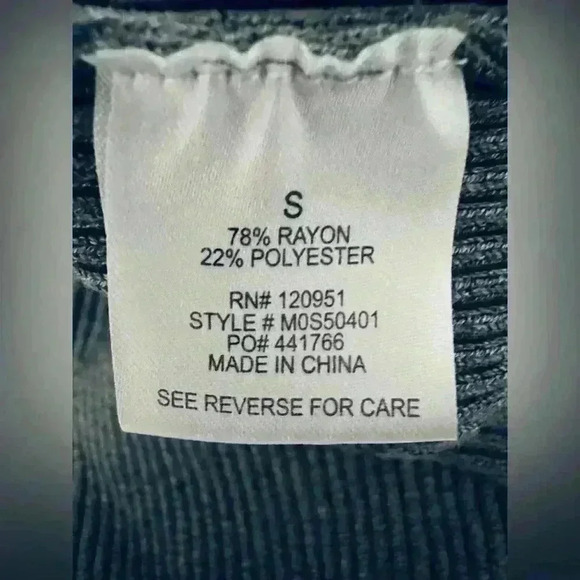 S
78% RAYON
22% POLYESTER
RN# 120951
STYLE # M0S50401
PO# 441766
MADE IN CHINA
SEE REVERSE FOR CARE